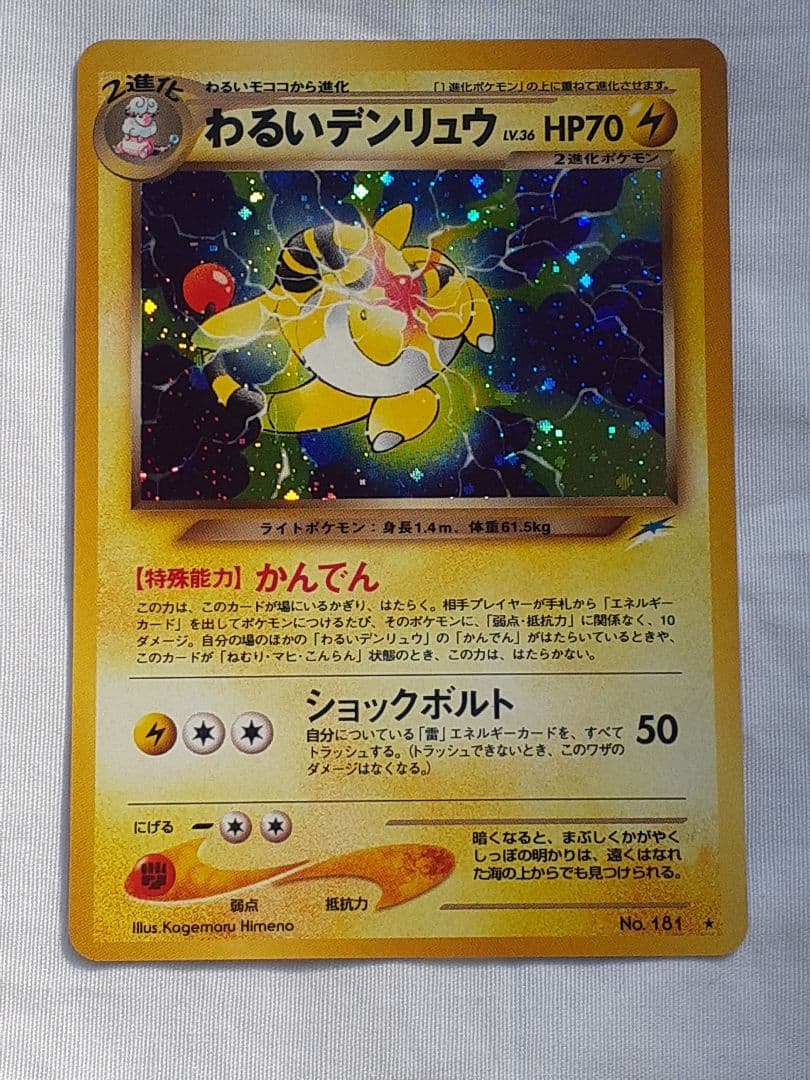 2進化
わるいモココから進化
「1進化ポケモン」の上に重ねて進化させます。
わるいデンリュウ LV.36 HP70
2進化ポケモン
ライトポケモン：身長1.4m、体重61.5kg
【特殊能力】かんでん
この力は、このカードが場にいるかぎり、はたらく。相手プレイヤーが手札から「エネルギー
カード」を出してポケモンにつけるたび、そのポケモンに、「弱点・抵抗力」に関係なく、10
ダメージ。自分の場のほかの「わるいデンリュウ」の「かんでん」がはたらいているときや、
このカードが「ねむり・マヒ・こんらん」状態のとき、この力は、はたらかない。
ショックボルト
自分についている「雷」エネルギーカードを、すべて
トラッシュする。（トラッシュできないとき、このワザの
ダメージはなくなる。）
50
にげる
暗くなると、まぶしくかがやく
しっぽの明かりは、遠くはなれ
た海の上からでも見つけられる。
弱点
抵抗力
Illus. Kagemaru Himeno
No. 181 ★